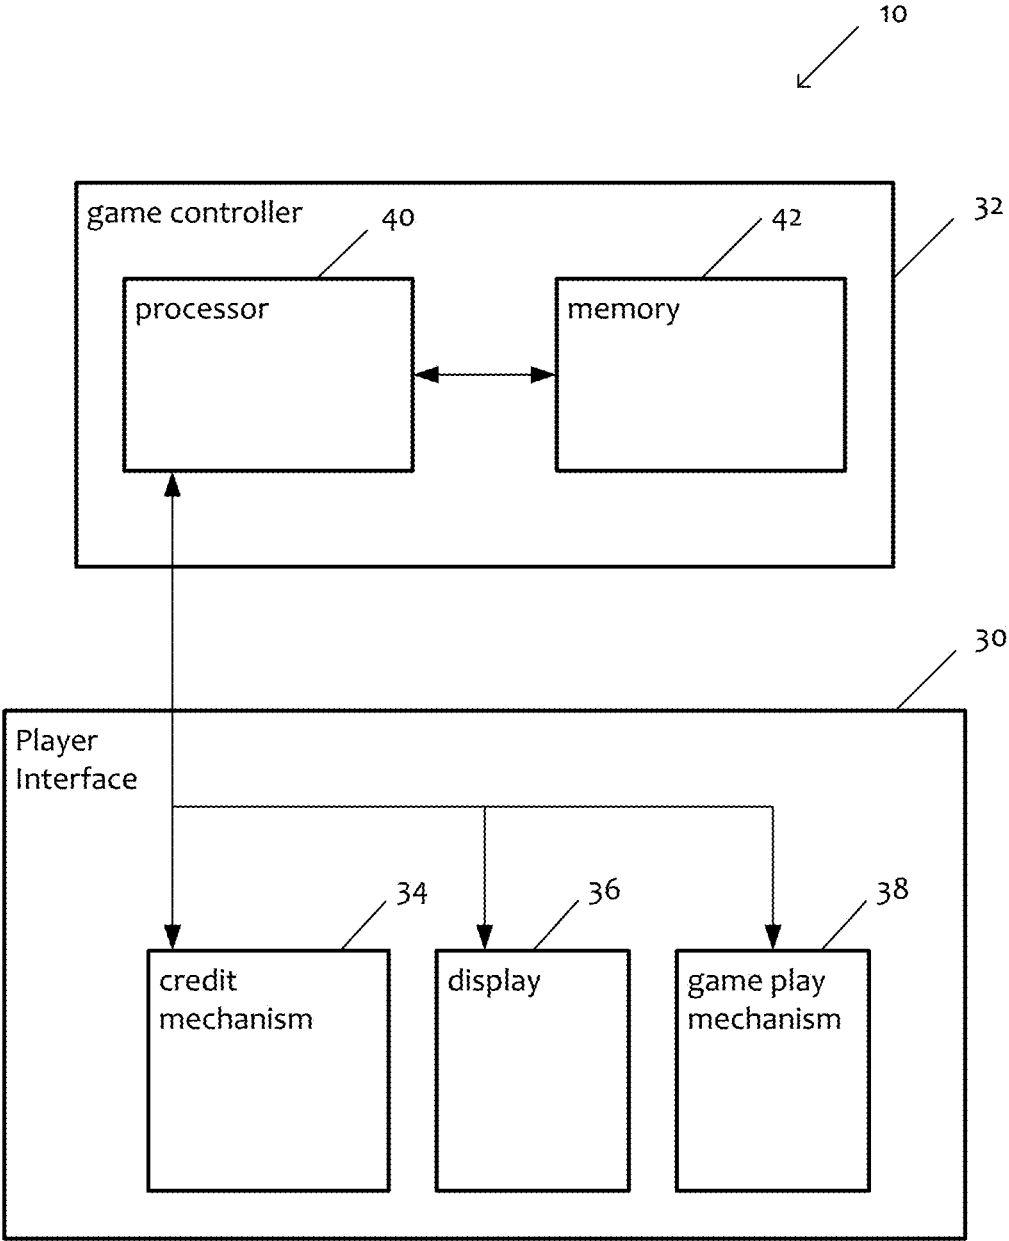 10
game controller
40
42
32
processor
memory
30
Player
Interface
34
36
38
credit
mechanism
display
game play
mechanism